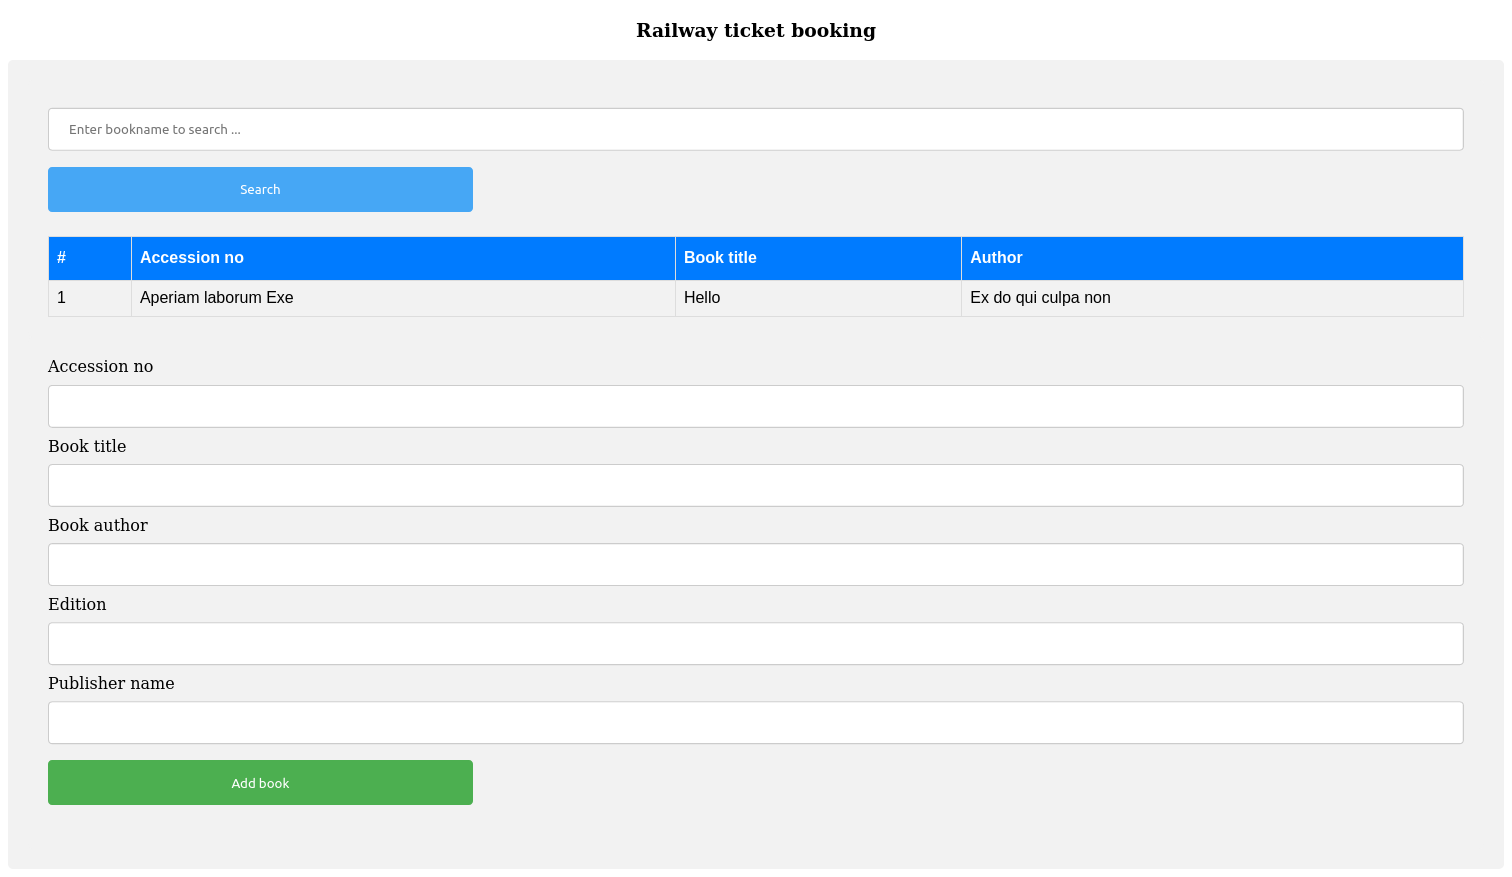 Railway ticket booking
Enter bookname to search ...
Search
# Accession no Book title Author
1 Aperiam laborum Exe Hello Ex do qui culpa non
Accession no
Book title
Book author
Edition
Publisher name
Add book